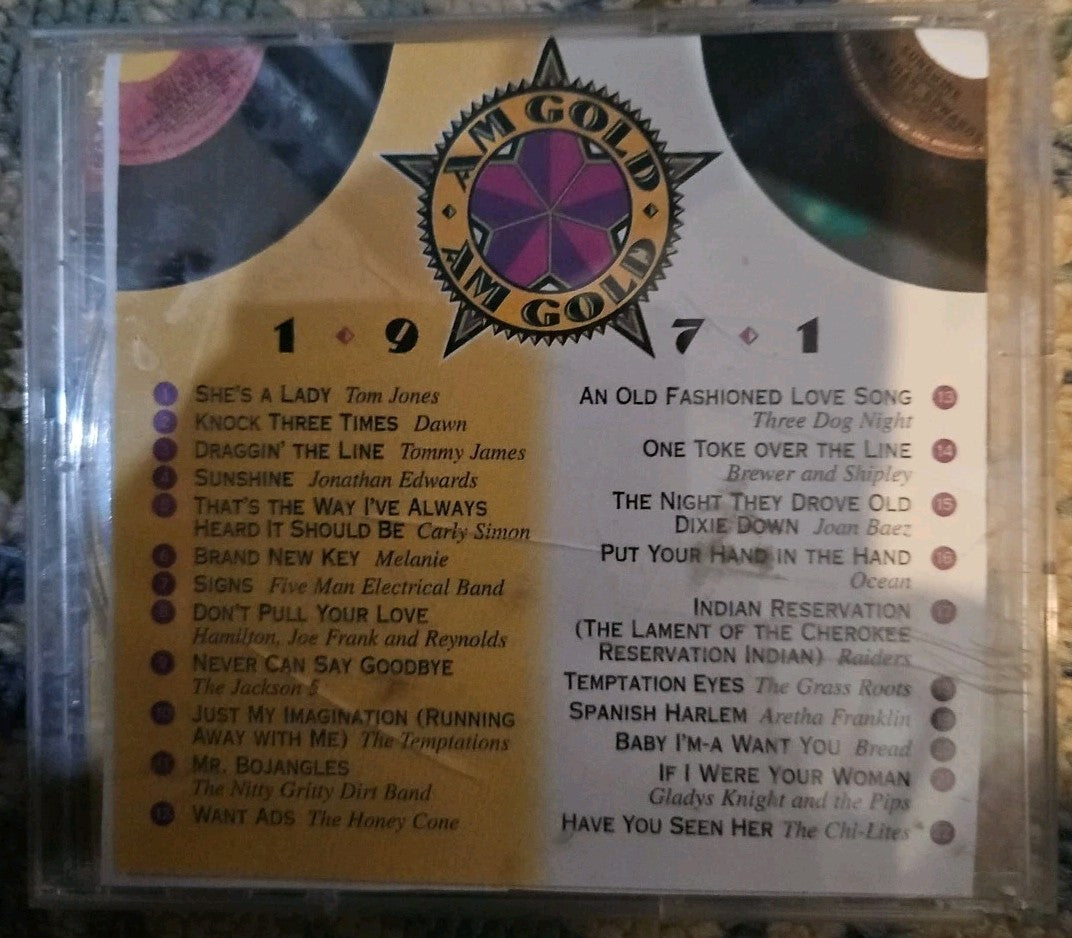 AM GOLD
AM GOLD
1 9 7 1
1 SHE'S A LADY Tom Jones
2 KNOCK THREE TIMES Dawn
3 DRAGGIN' THE LINE Tommy James
4 SUNSHINE Jonathan Edwards
5 THAT'S THE WAY I'VE ALWAYS
HEARD IT SHOULD BE Carly Simon
6 BRAND NEW KEY Melanie
7 SIGNS Five Man Electrical Band
8 DON'T PULL YOUR LOVE
Hamilton, Joe Frank and Reynolds
9 NEVER CAN SAY GOODBYE
The Jackson 5
10 JUST MY IMAGINATION (RUNNING
AWAY WITH ME) The Temptations
11 MR. BOJANGLES
The Nitty Gritty Dirt Band
12 WANT ADS The Honey Cone
AN OLD FASHIONED LOVE SONG 13
Three Dog Night
ONE TOKE OVER THE LINE 14
Brewer and Shipley
THE NIGHT THEY DROVE OLD 15
DIXIE DOWN Joan Baez
PUT YOUR HAND IN THE HAND 16
Ocean
INDIAN RESERVATION 17
(THE LAMENT OF THE CHEROKEE
RESERVATION INDIAN) Raiders
TEMPTATION EYES The Grass Roots 18
SPANISH HARLEM Aretha Franklin 19
BABY I'M-A WANT YOU Bread 20
IF I WERE YOUR WOMAN 21
Gladys Knight and the Pips
HAVE YOU SEEN HER The Chi-Lites 22